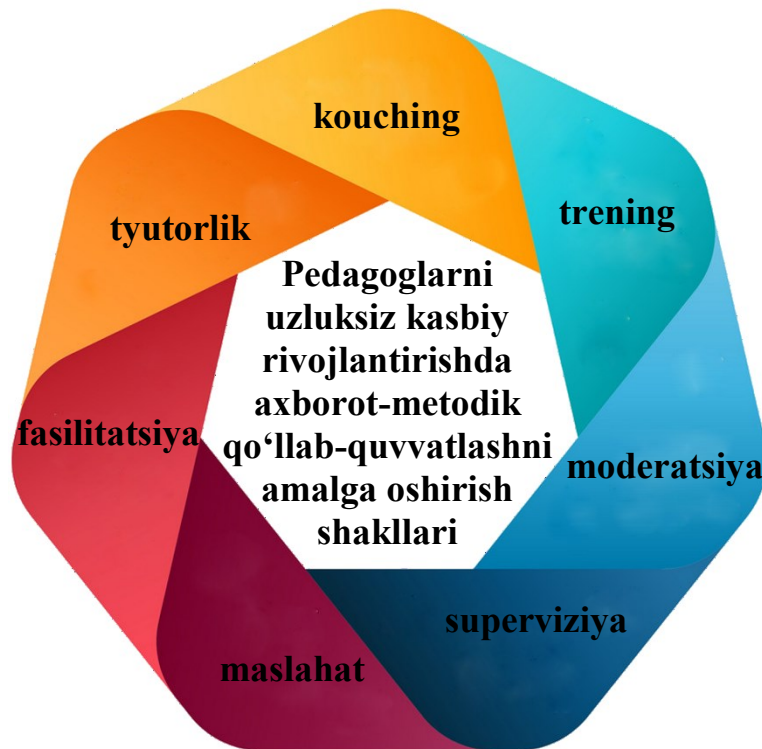 kouching
trening
tyutorlik
Pedagoglarni
uzluksiz kasbiy
rivojlantirishda
axborot-metodik
qo‘llab-quvvatlashni
amalga oshirish
shakllari
fasilitatsiya
moderatsiya
superviziya
maslahat